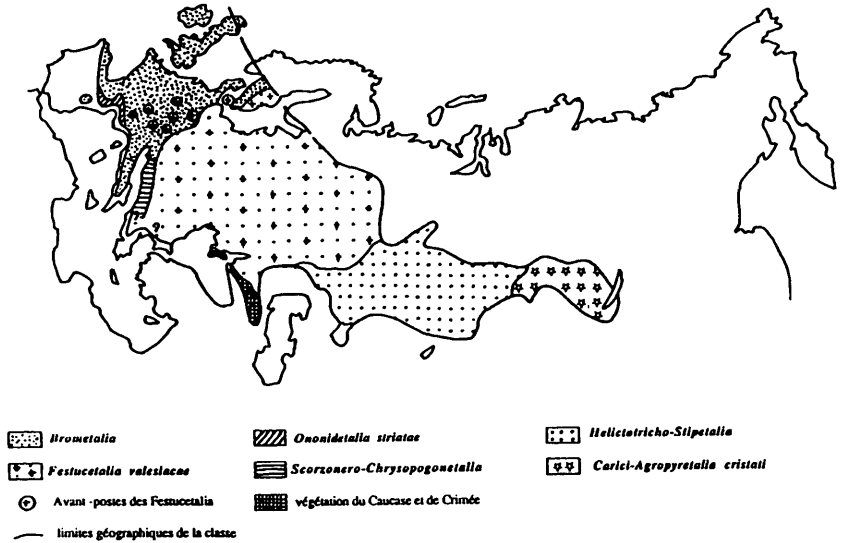 ? ?
Brometalia
Ononidetalia striatae
Helictotricho-Stipetalia
Festucetalia valesiacae
Scorzonero-Chrysopogonetalia
Carici-Agropyretalia cristati
Avant-postes des Festucetalia
végétation du Caucase et de Crimée
limites géographiques de la classe